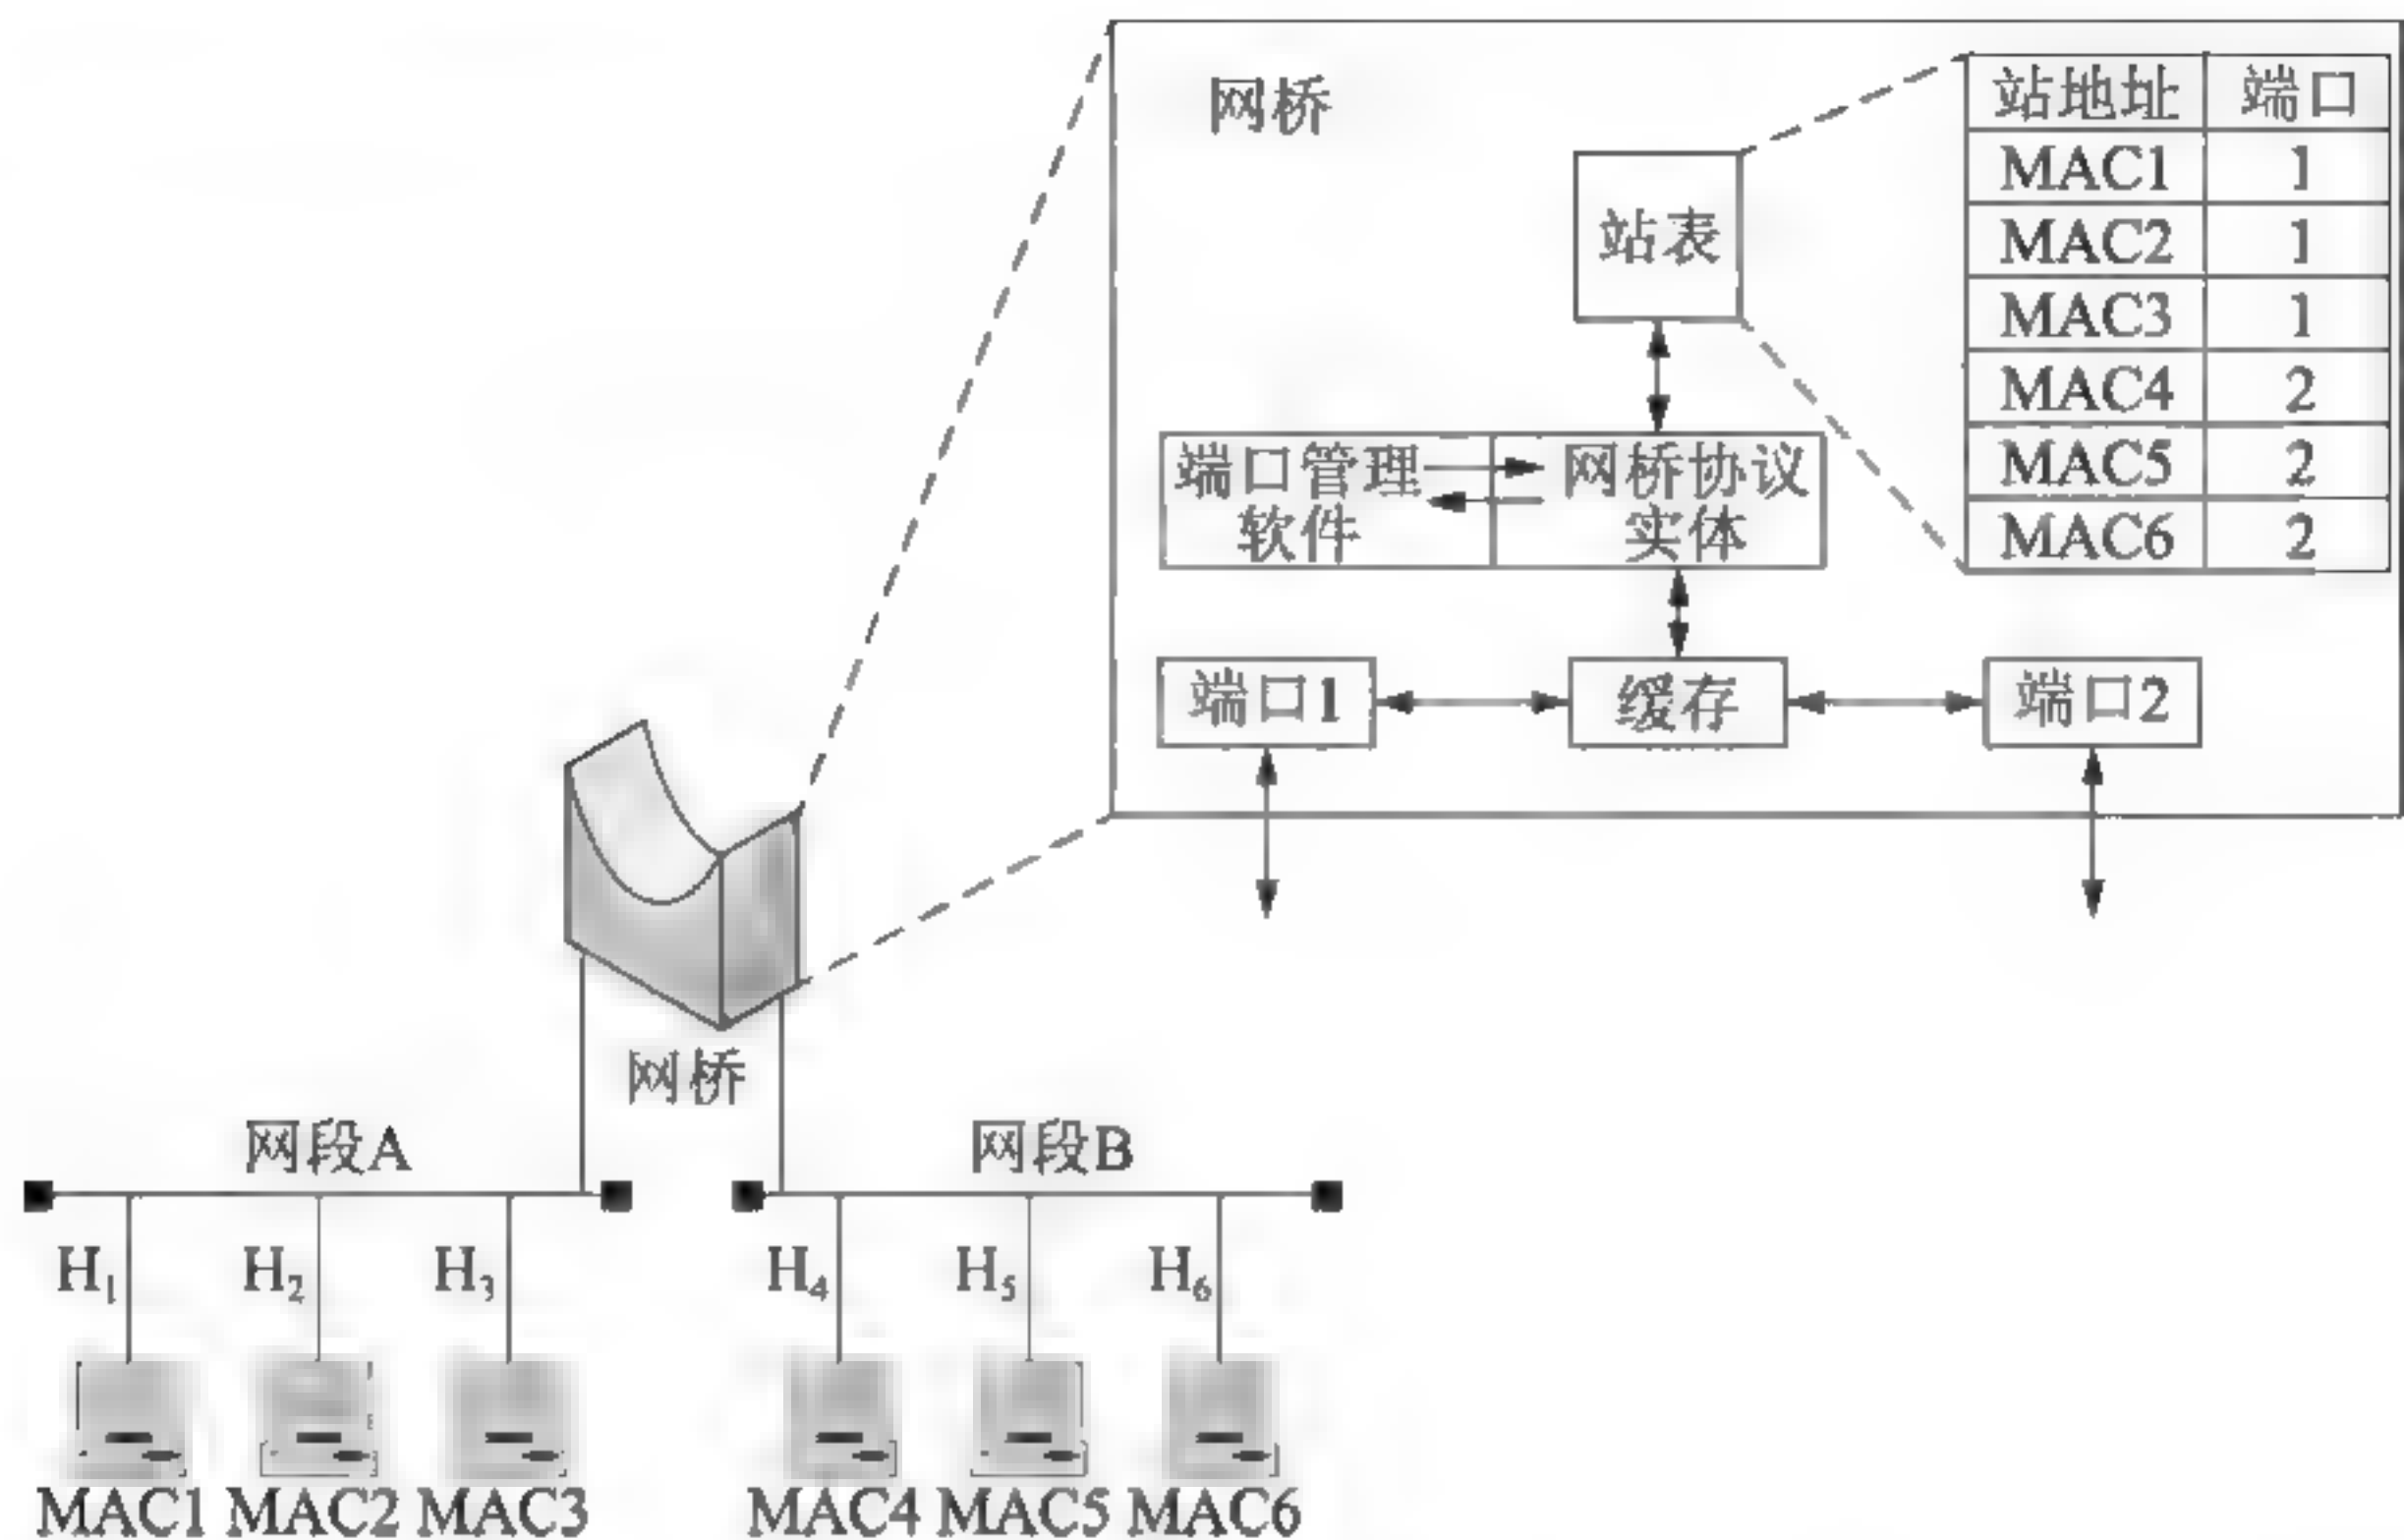 网桥
站地址 端口
MAC1 1
MAC2 1
MAC3 1
MAC4 2
MAC5 2
MAC6 2
站表
端口管理
软件
网桥协议
实体
端口1
缓存
端口2
网桥
网段A
网段B
H₁ H₂ H₃ H₄ H₅ H₆
MAC1 MAC2 MAC3 MAC4 MAC5 MAC6